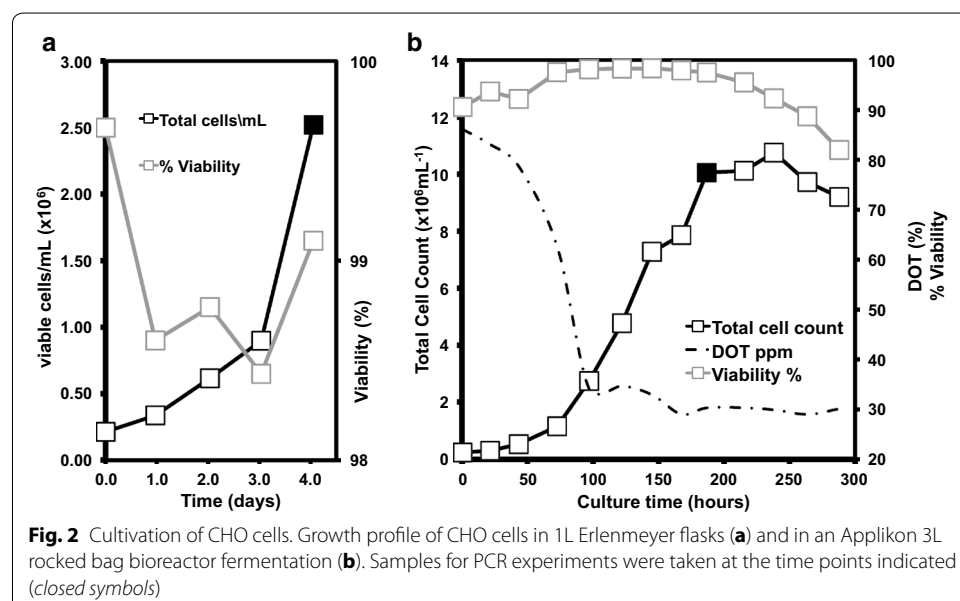 a
b
3.00
2.50
2.00
1.50
1.00
0.50
0.00
viable cells/mL (x10⁶)
Total cells\mL
% Viability
100
99
98
Viability (%)
0.0 1.0 2.0 3.0 4.0
Time (days)
14
12
10
8
6
4
2
0
Total Cell Count (x10⁶mL⁻¹)
Total cell count
DOT ppm
Viability %
100
90
80
70
60
50
40
30
20
DOT (%)
% Viability
0 50 100 150 200 250 300
Culture time (hours)
Fig. 2 Cultivation of CHO cells. Growth profile of CHO cells in 1L Erlenmeyer flasks (a) and in an Applikon 3L
rocked bag bioreactor fermentation (b). Samples for PCR experiments were taken at the time points indicated
(closed symbols)